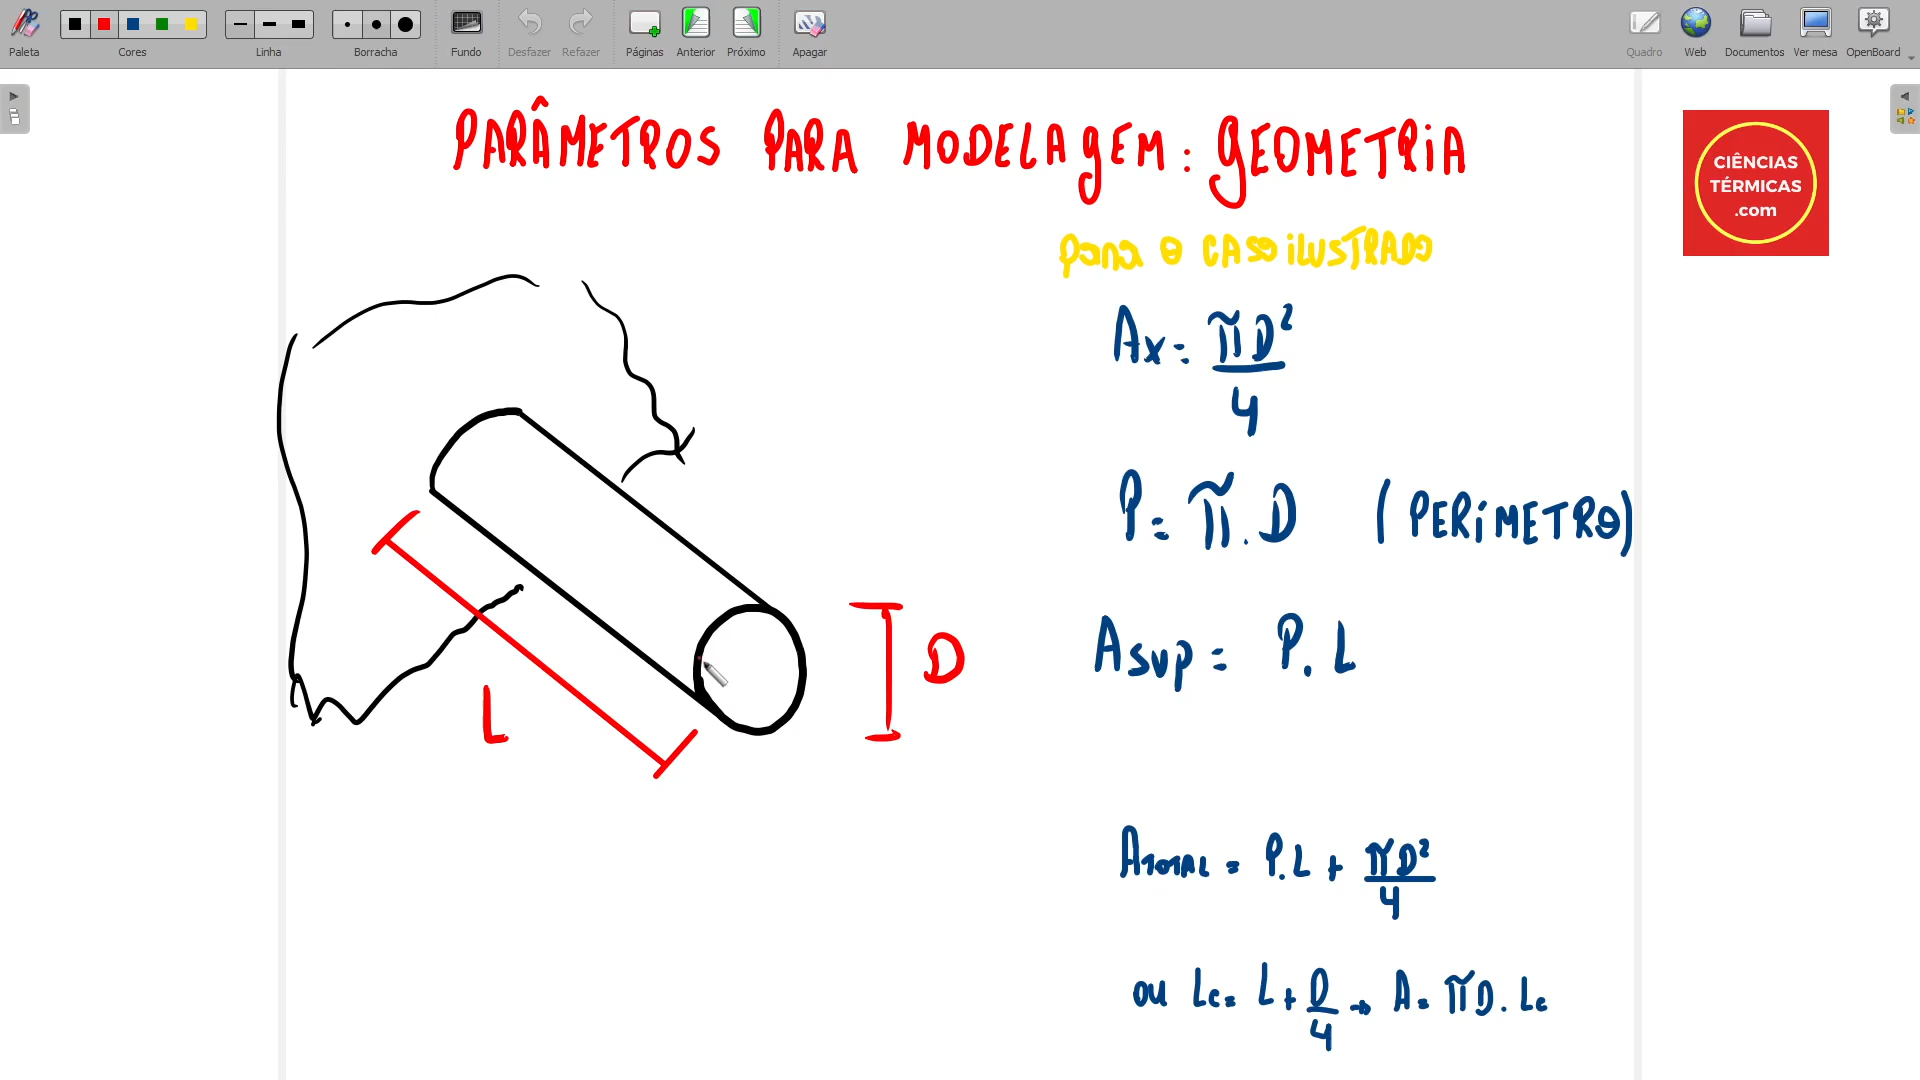 Paleta
Cores
Linha
Borracha
Fundo
Desfazer
Refazer
Páginas
Anterior
Próximo
Apagar
Quadro
Web
Documentos
Ver mesa
OpenBoard
PARÂMETROS PARA MODELAGEM: GEOMETRIA
CIÊNCIAS
TÉRMICAS
.com
para o CASO ILUSTRADO
Ax = πD²/4
P = π.D (PERÍMETRO)
Asup = P.L
D
L
ATOTAL = P.L + πD²/4
ou Lc = L + D/4 → A = πD.Lc